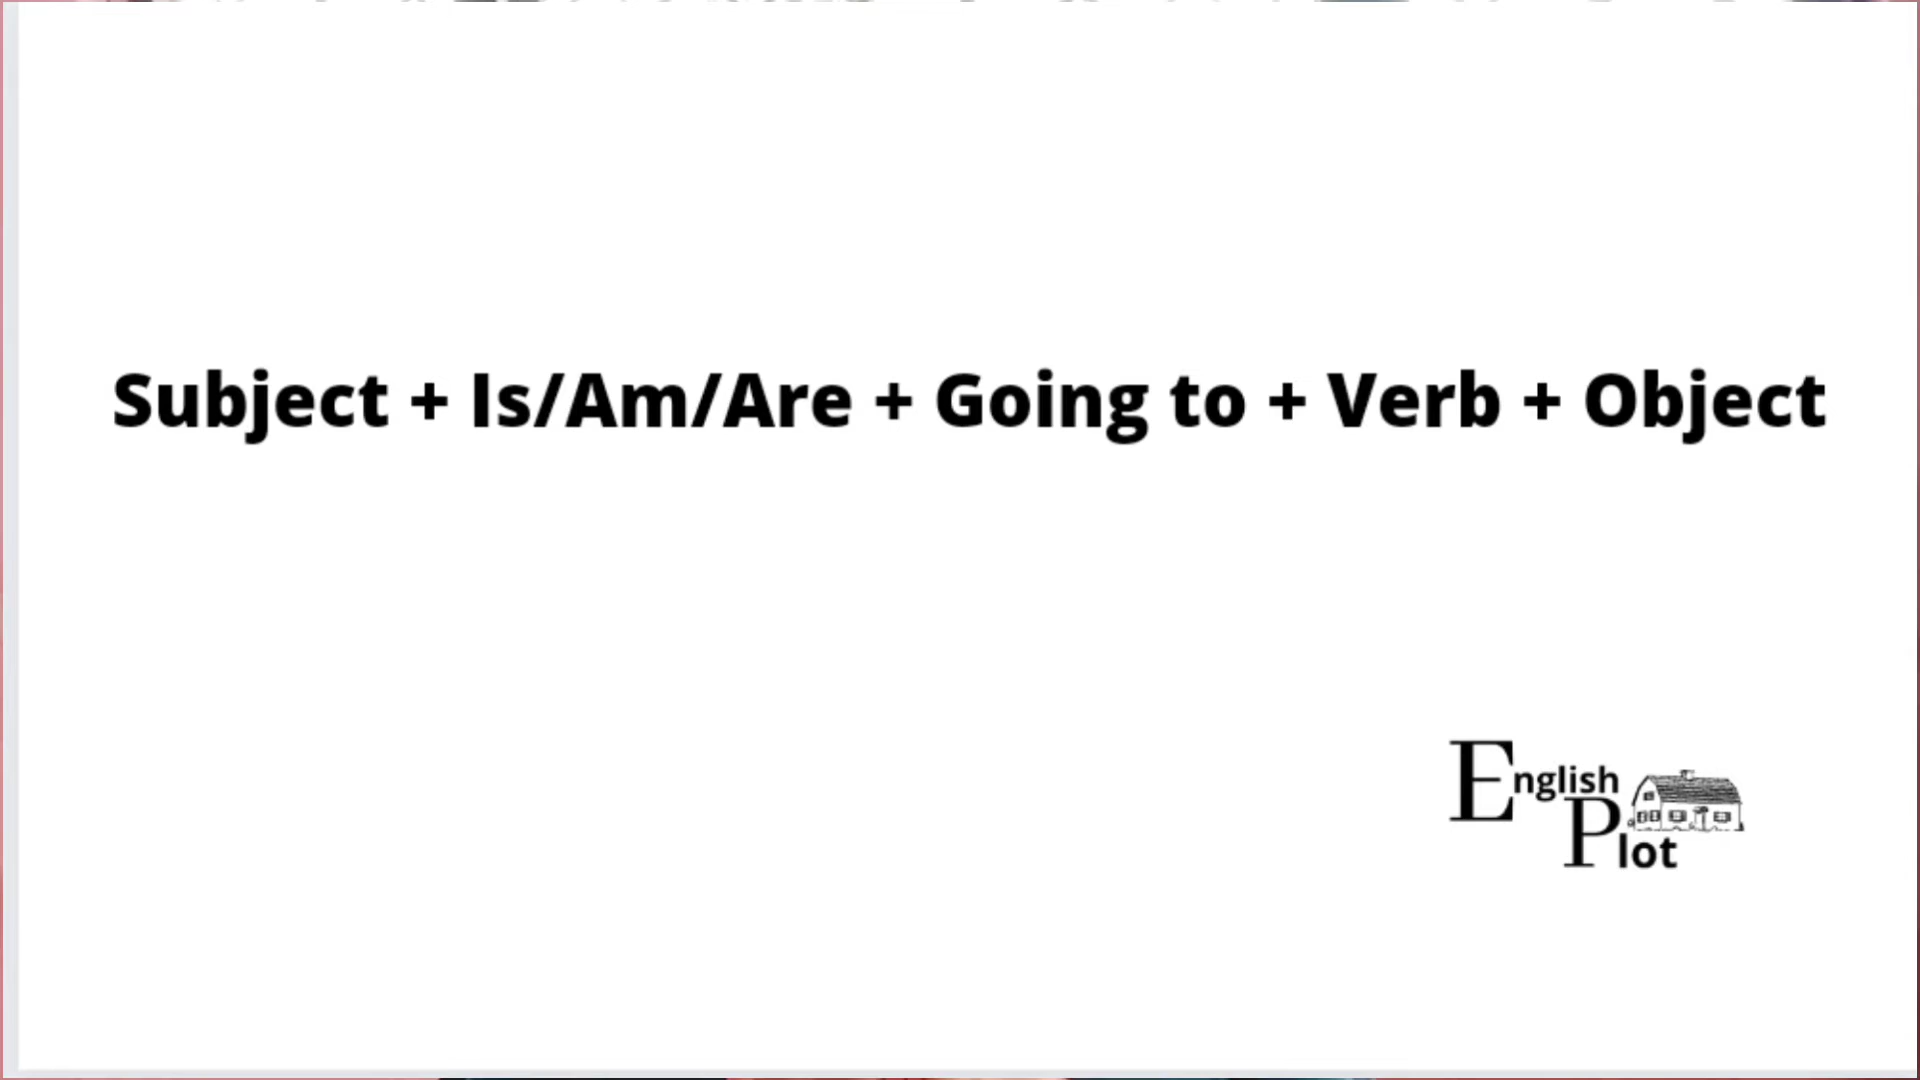 Subject + Is/Am/Are + Going to + Verb + Object
English
Plot